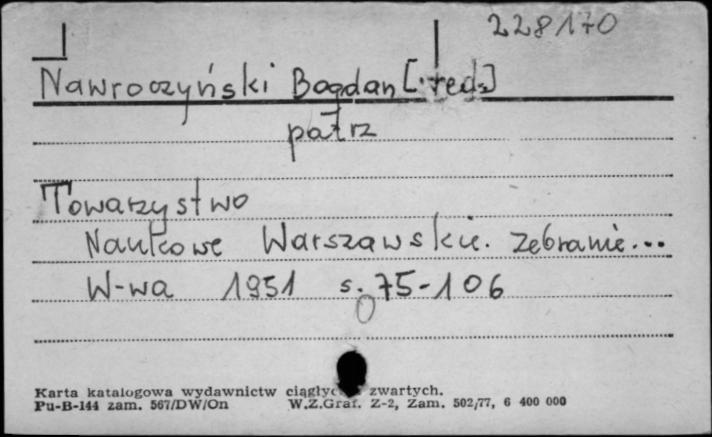 228170
Nawroczyński Bogdan [red.]
patrz
Towarzystwo
Naukowe Warszawskie. Zebranie...
W-wa 1951 s. 75-106
Karta katalogowa wydawnictw zwartych.
Pu-B-144 zam. 567/DW/On W.Z.Graf. Z-2, Zam. 502/77, 6 400 000